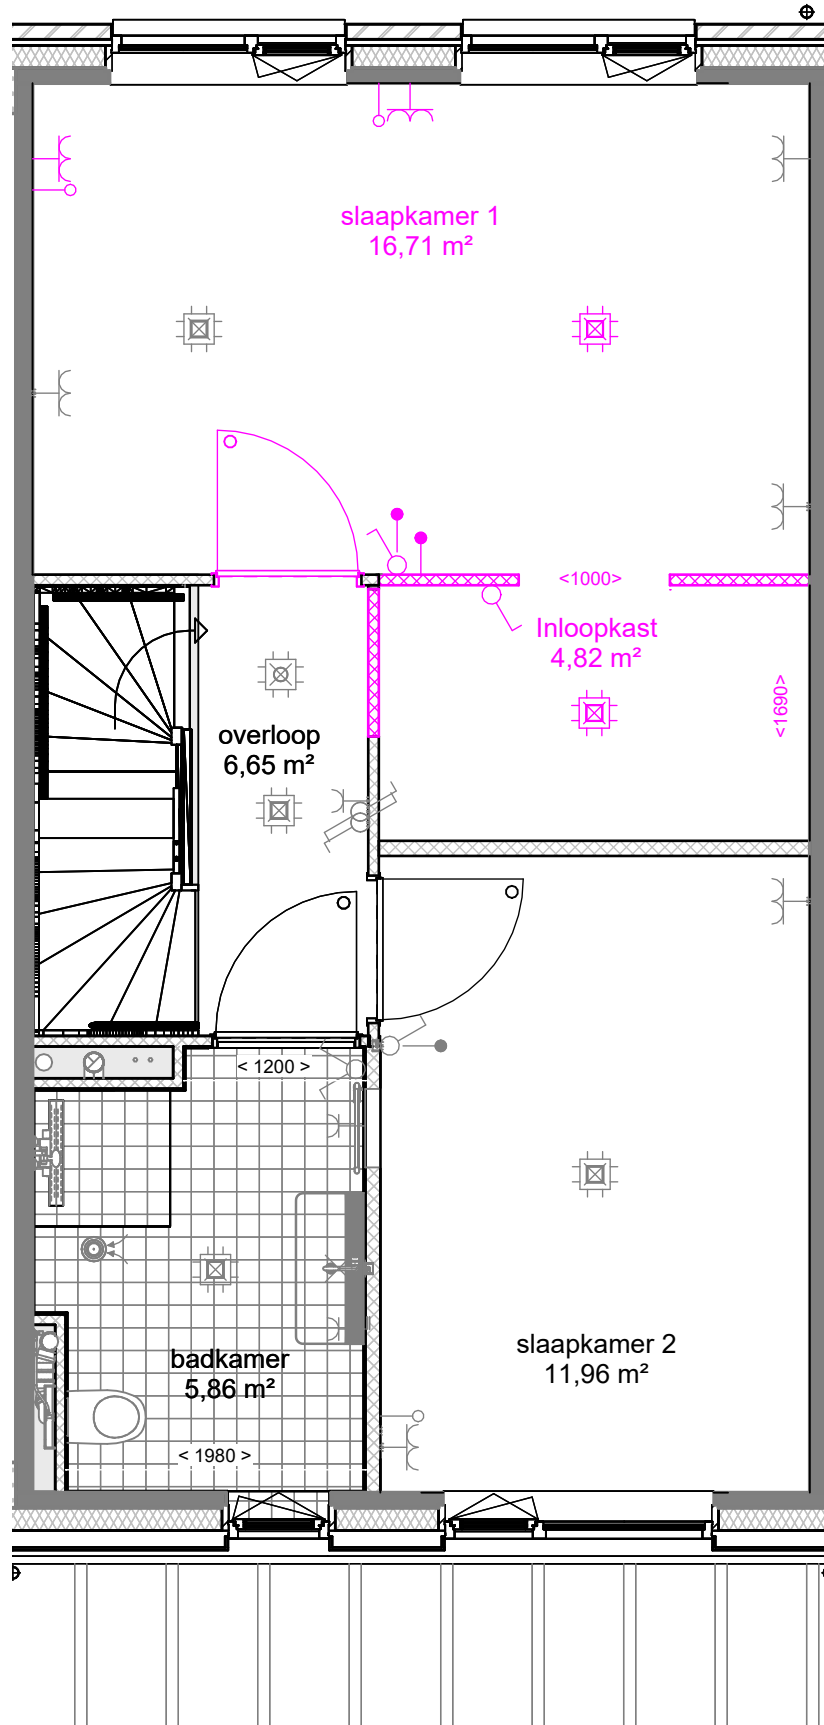 slaapkamer 1
16,71 m²
<1000>
Inloopkast
4,82 m²
<1690>
overloop
6,65 m²
< 1200 >
slaapkamer 2
11,96 m²
badkamer
5,86 m²
< 1980 >